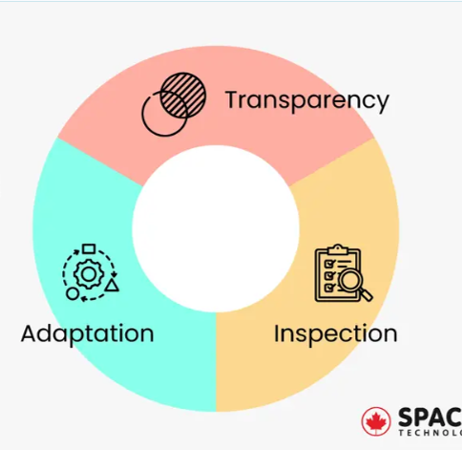 Transparency
Adaptation
Inspection
SPAC
TECHNOLO